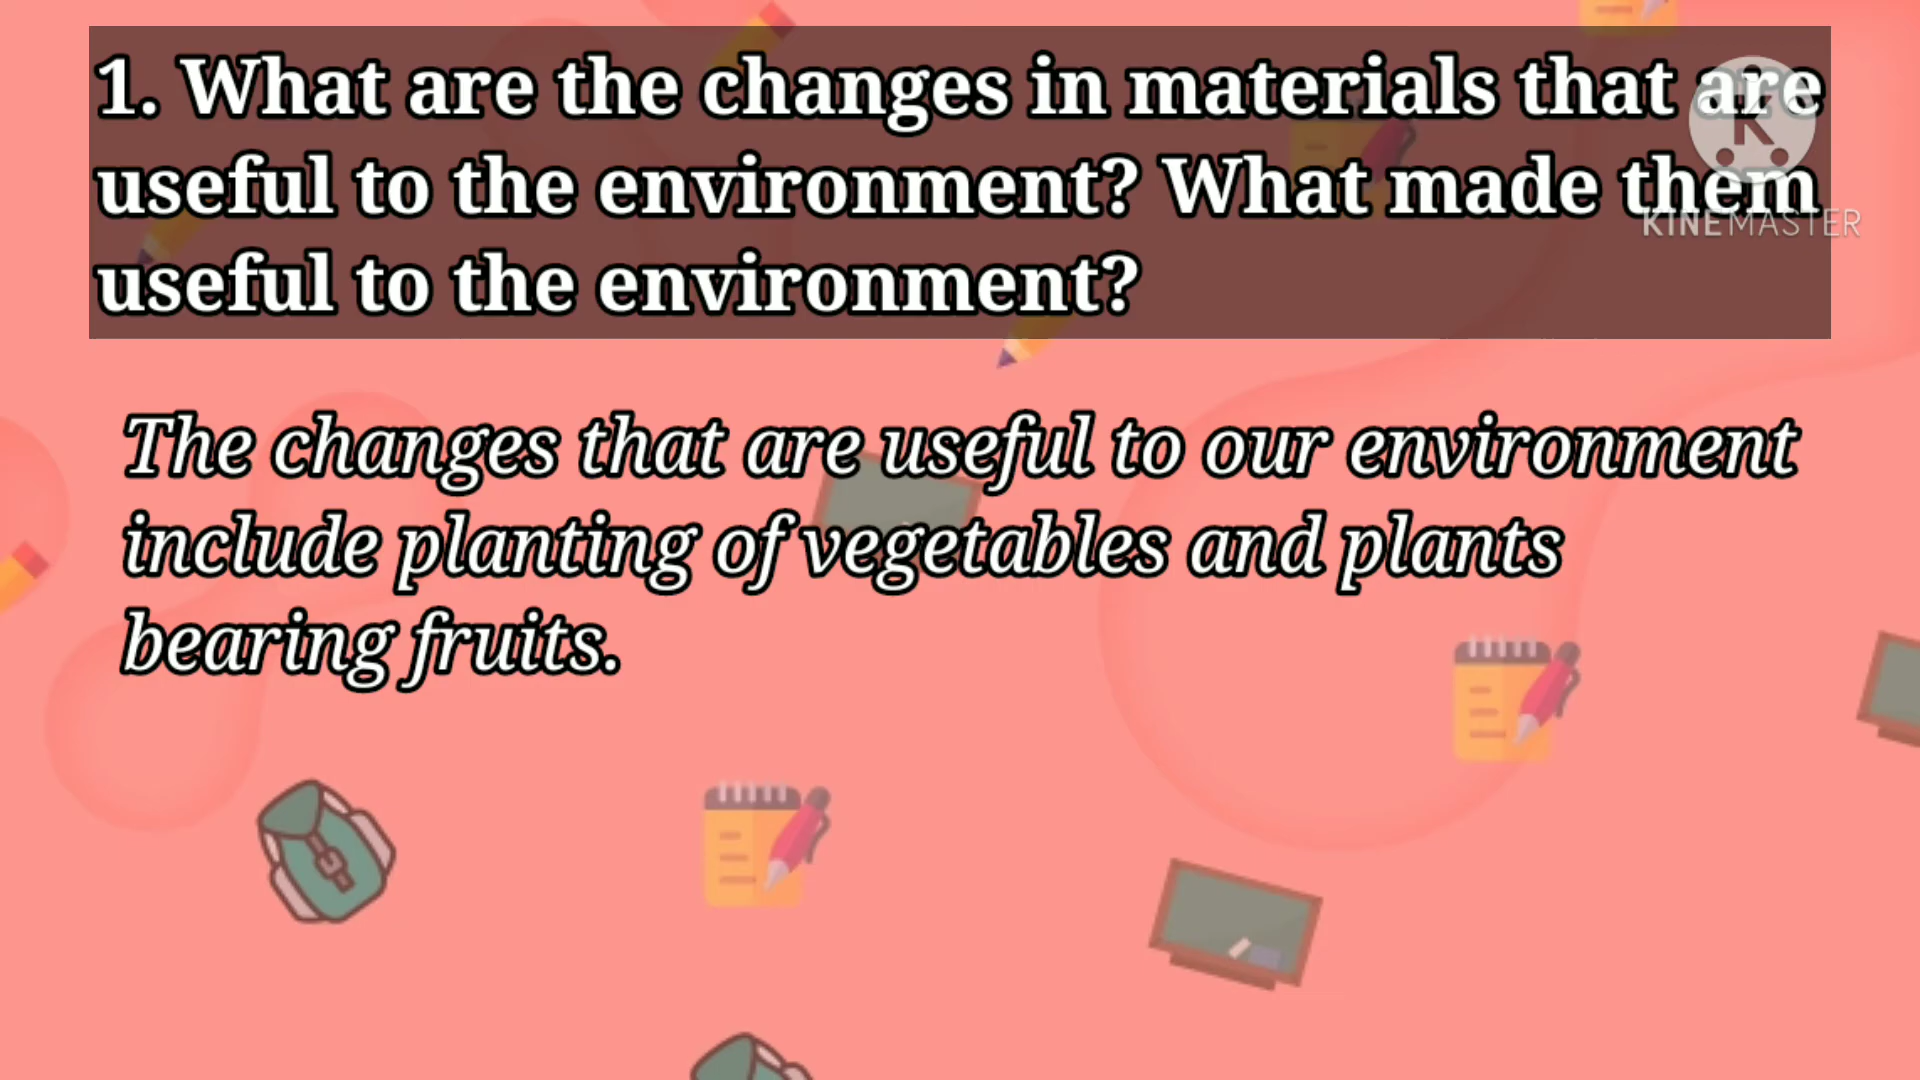 1. What are the changes in materials that are
useful to the environment? What made them
useful to the environment?
K
KINEMASTER
The changes that are useful to our environment
include planting of vegetables and plants
bearing fruits.